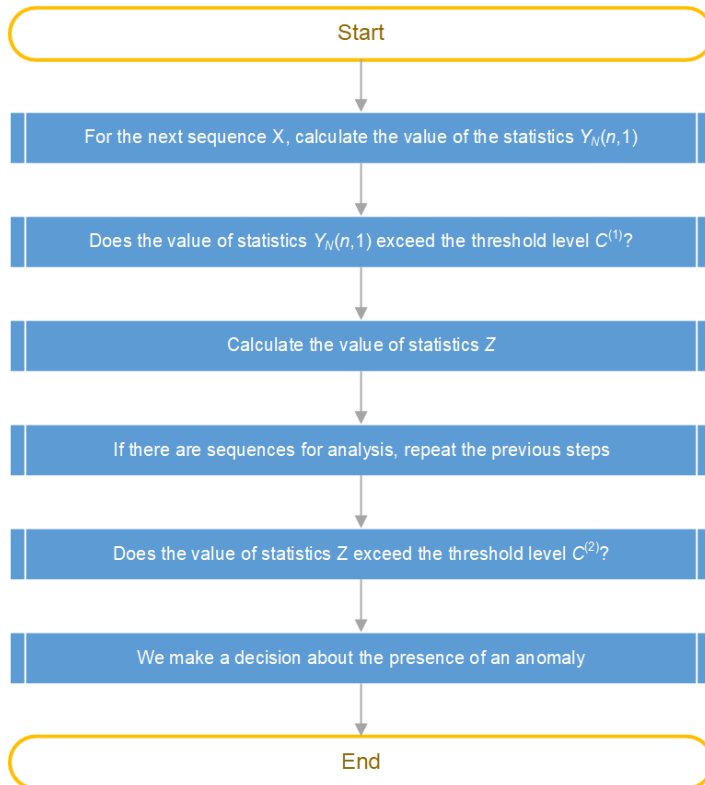 Start
For the next sequence X, calculate the value of the statistics Y_N(n,1)
Does the value of statistics Y_N(n,1) exceed the threshold level C^(1)?
Calculate the value of statistics Z
If there are sequences for analysis, repeat the previous steps
Does the value of statistics Z exceed the threshold level C^(2)?
We make a decision about the presence of an anomaly
End